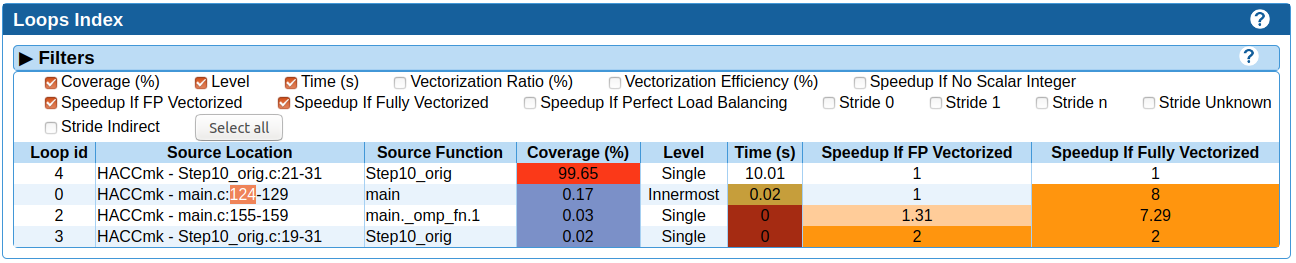 Loops Index ?
▶ Filters ?
Coverage (%) Level Time (s) Vectorization Ratio (%) Vectorization Efficiency (%) Speedup If No Scalar Integer
Speedup If FP Vectorized Speedup If Fully Vectorized Speedup If Perfect Load Balancing Stride 0 Stride 1 Stride n Stride Unknown
Stride Indirect Select all
Loop id Source Location Source Function Coverage (%) Level Time (s) Speedup If FP Vectorized Speedup If Fully Vectorized
4 HACCmk - Step10_orig.c:21-31 Step10_orig 99.65 Single 10.01 1 1
0 HACCmk - main.c:124-129 main 0.17 Innermost 0.02 1 8
2 HACCmk - main.c:155-159 main._omp_fn.1 0.03 Single 0 1.31 7.29
3 HACCmk - Step10_orig.c:19-31 Step10_orig 0.02 Single 0 2 2